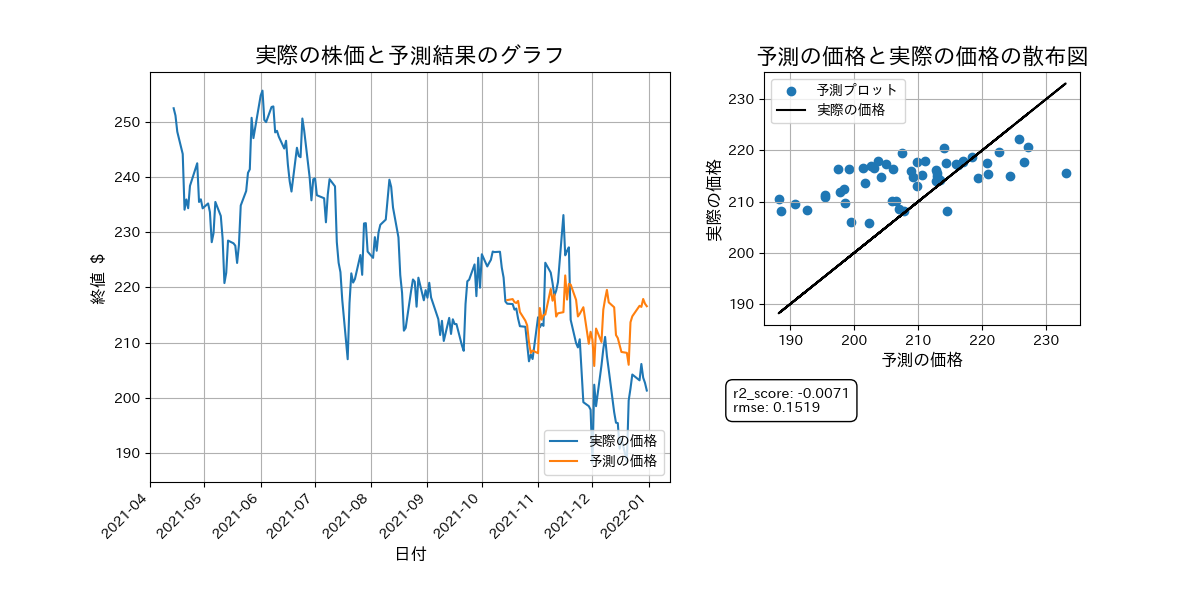 実際の株価と予測結果のグラフ
終値 $
250
240
230
220
210
200
190
2021-04
2021-05
2021-06
2021-07
2021-08
2021-09
2021-10
2021-11
2021-12
2022-01
日付
実際の価格
予測の価格
予測の価格と実際の価格の散布図
予測プロット
実際の価格
実際の価格
230
220
210
200
190
190
200
210
220
230
予測の価格
r2_score: -0.0071
rmse: 0.1519